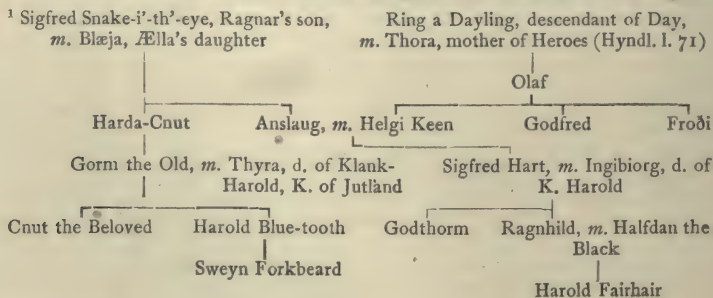 ¹ Sigfred Snake-i'-th'-eye, Ragnar's son,
m. Blæja, Ælla's daughter
Ring a Dayling, descendant of Day,
m. Thora, mother of Heroes (Hyndl. l. 71)
Olaf
Harda-Cnut Anslaug, m. Helgi Keen Godfred Froði
Gorm the Old, m. Thyra, d. of Klank-
Harold, K. of Jutland
Sigfred Hart, m. Ingibiorg, d. of
K. Harold
Cnut the Beloved Harold Blue-tooth Godthorm Ragnhild, m. Halfdan the
Black
Sweyn Forkbeard
Harold Fairhair